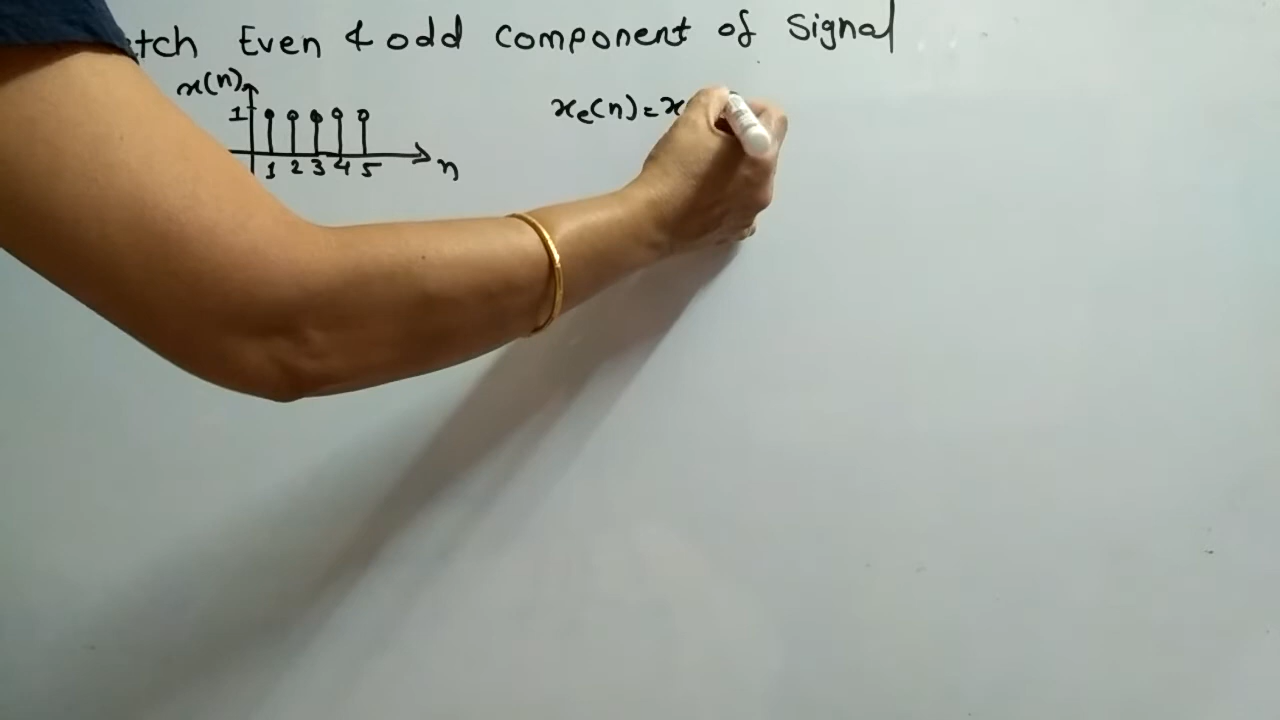 tch Even & odd component of signal
x(n)
1
1 2 3 4 5
n
xe(n)=x